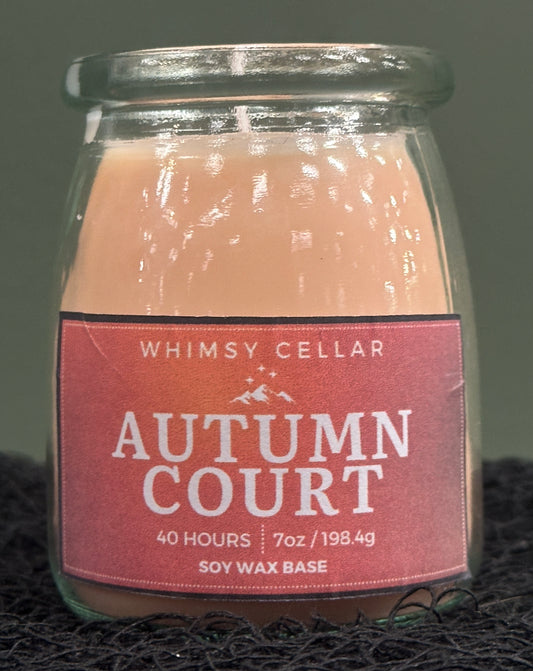 WHIMSY CELLAR
AUTUMN
COURT
40 HOURS 7oz / 198.4g
SOY WAX BASE